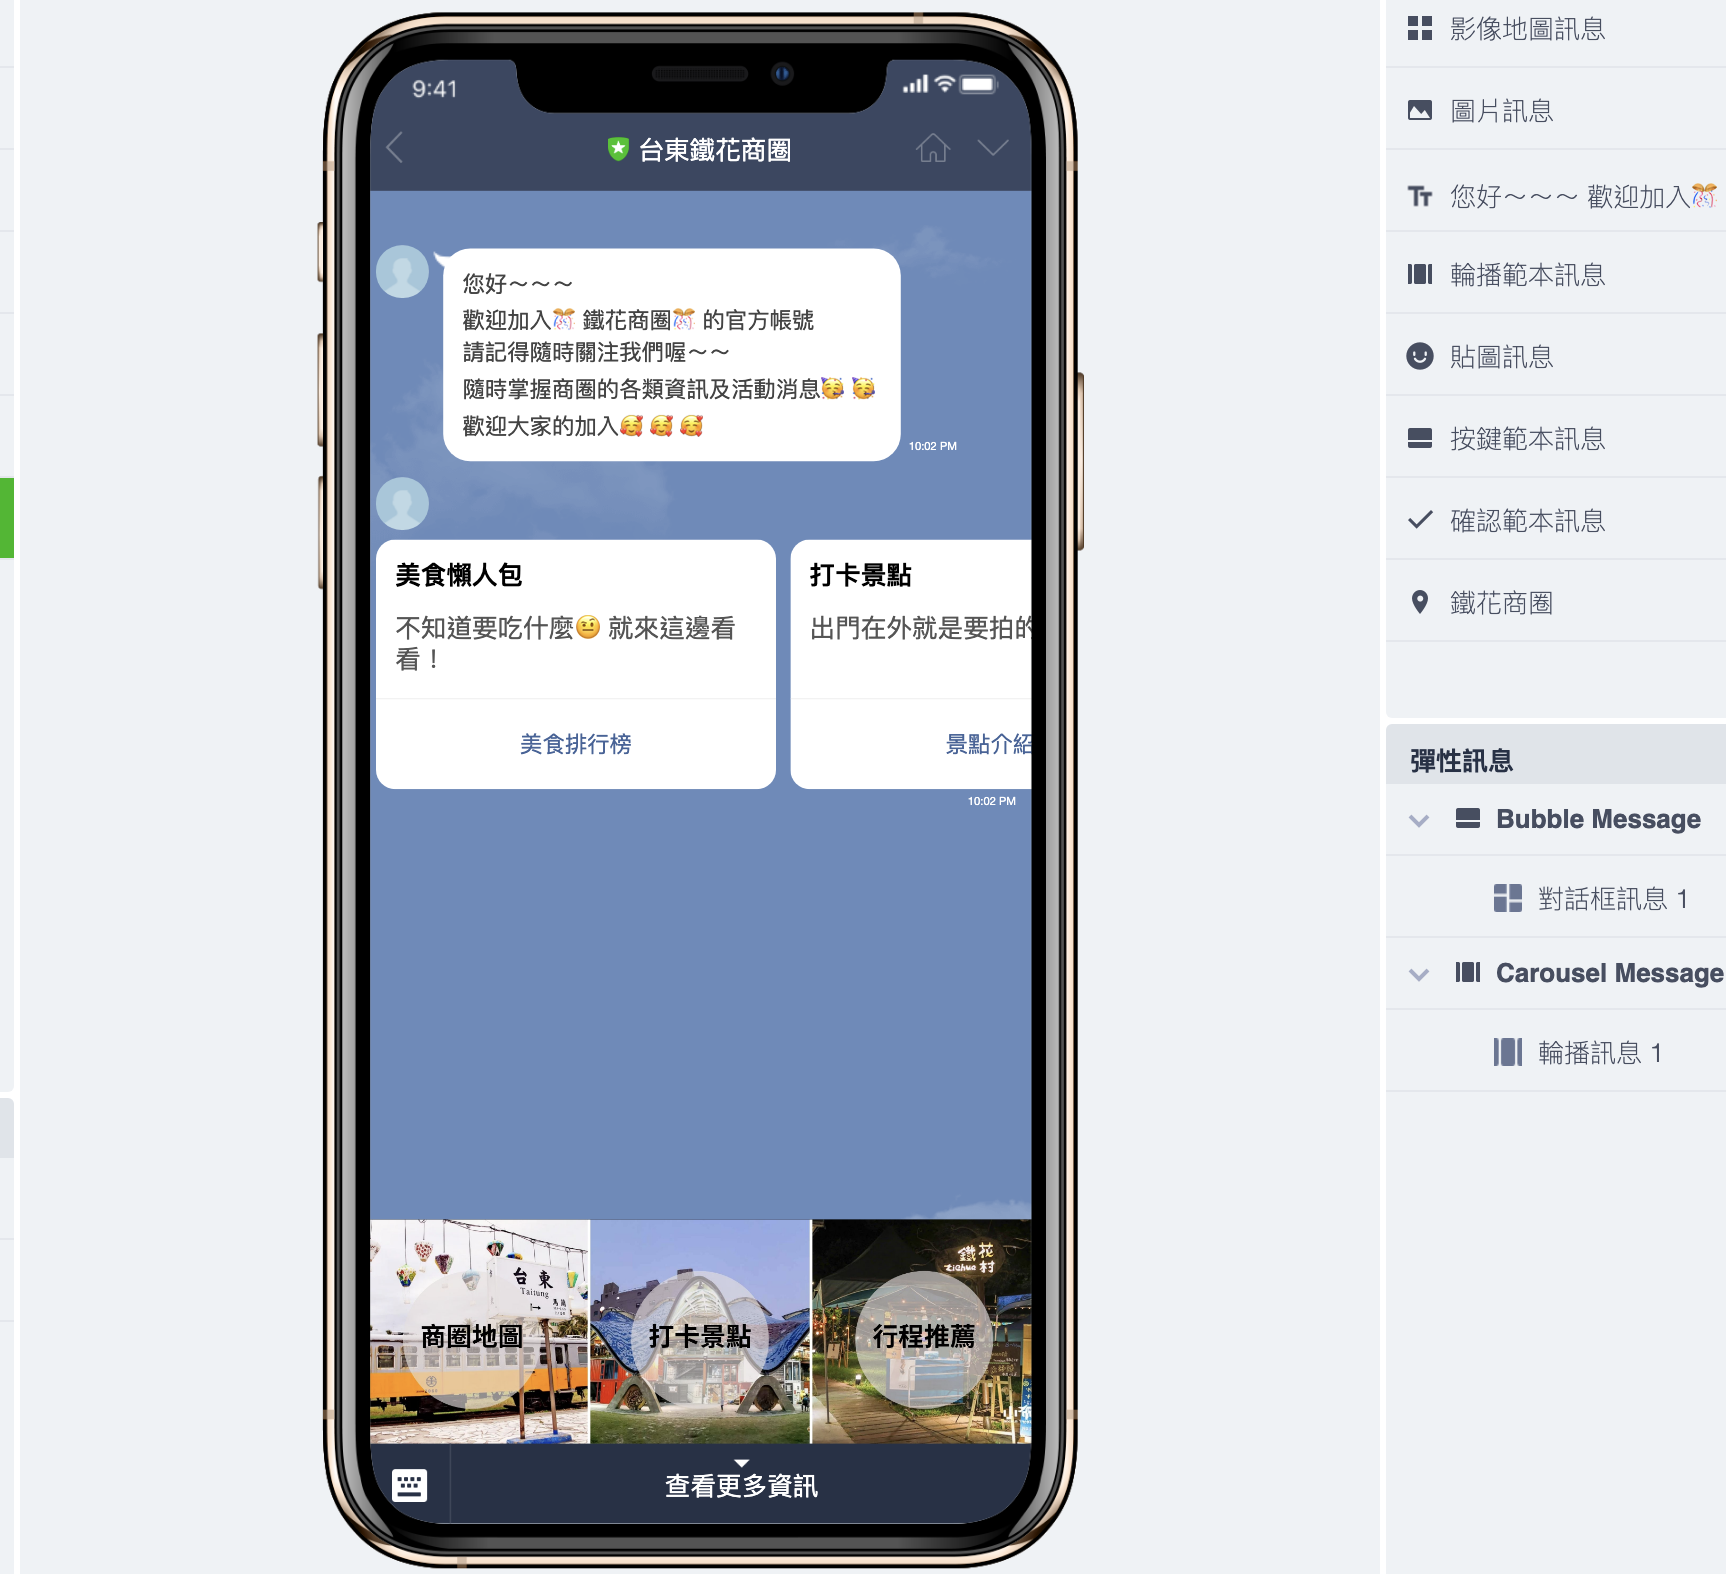 9:41
台東鐵花商圈
您好～～～
歡迎加入🎊 鐵花商圈🎊 的官方帳號
請記得隨時關注我們喔～～
隨時掌握商圈的各類資訊及活動消息🥳 🥳
歡迎大家的加入🥰 🥰 🥰
10:02 PM
美食懶人包
不知道要吃什麼🤨 就來這邊看
看！
美食排行榜
打卡景點
出門在外就是要拍的
景點介紹
10:02 PM
台東
Taitung
鐵花
tiehua 村
商圈地圖
打卡景點
行程推薦
查看更多資訊
影像地圖訊息
圖片訊息
您好～～～ 歡迎加入🎊
輪播範本訊息
貼圖訊息
按鍵範本訊息
確認範本訊息
鐵花商圈
彈性訊息
Bubble Message
對話框訊息 1
Carousel Message
輪播訊息 1